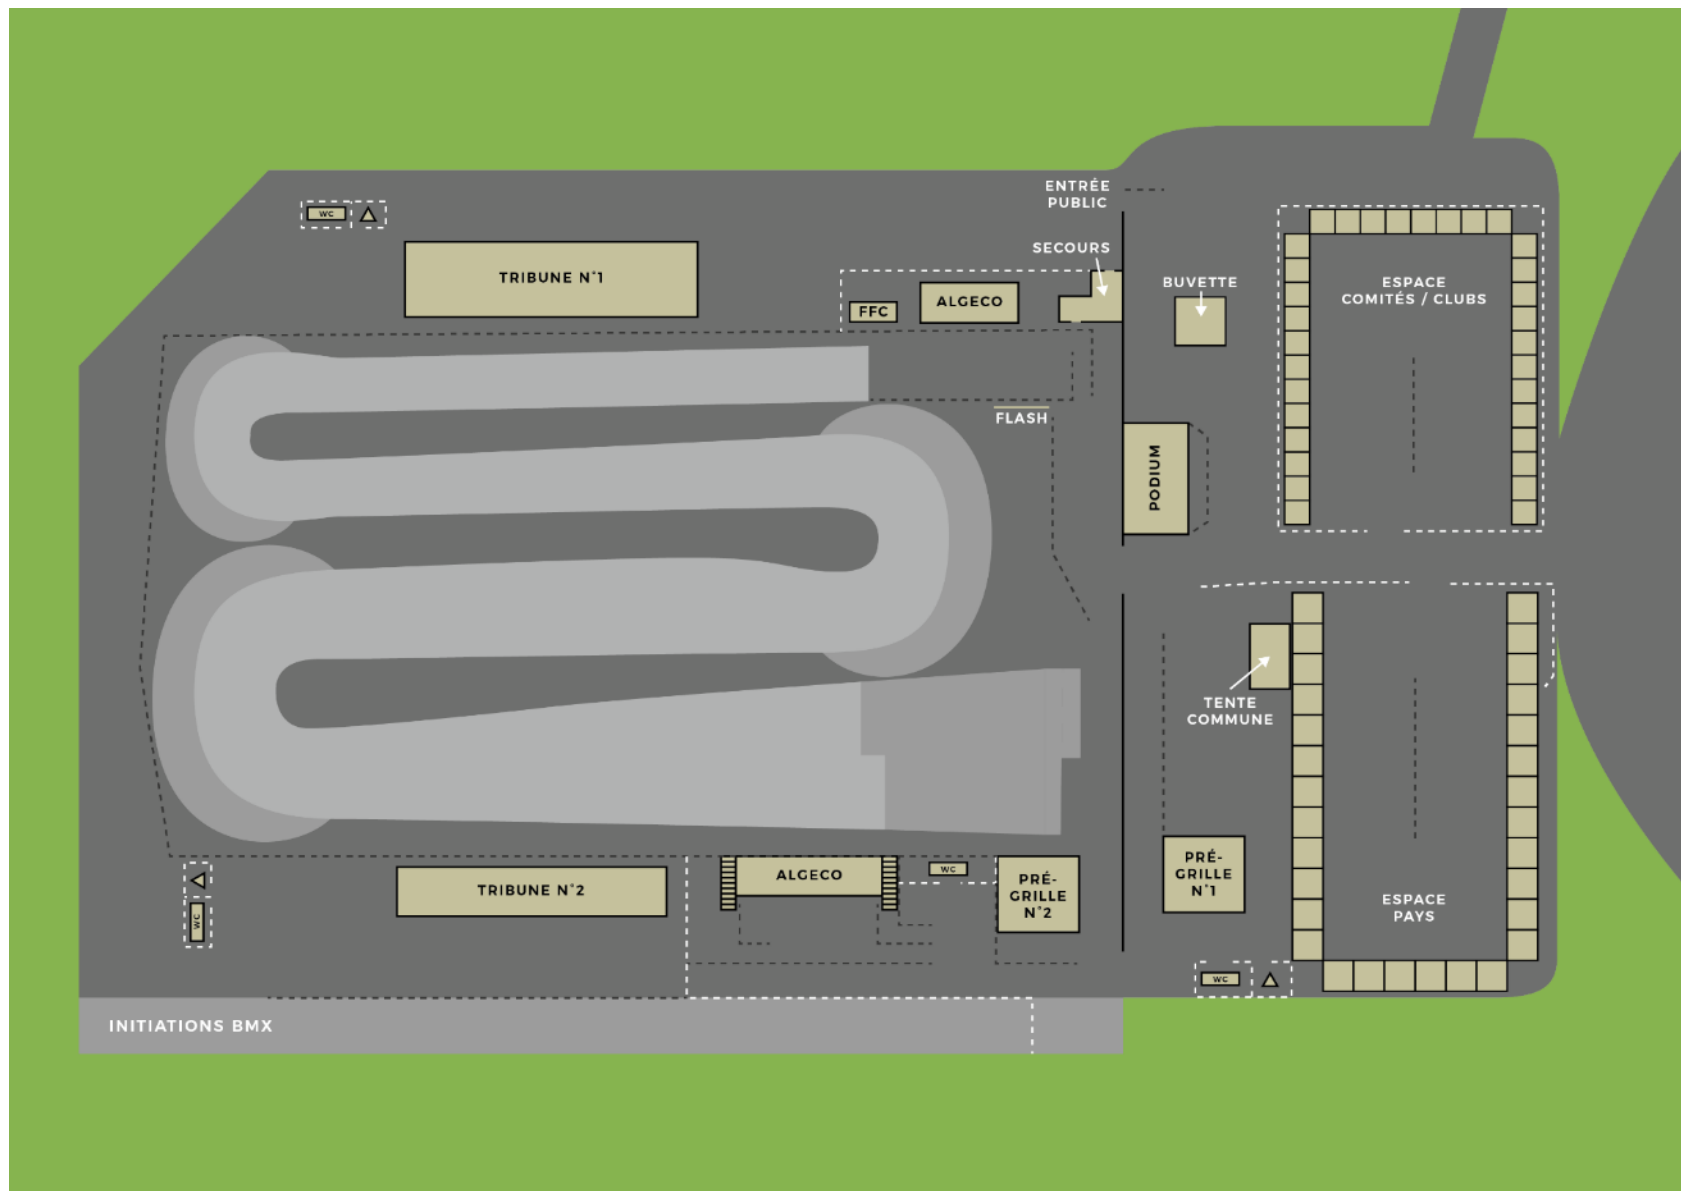 ENTRÉE
PUBLIC
WC
SECOURS
TRIBUNE N°1
BUVETTE
ESPACE
COMITÉS / CLUBS
ALGECO
FFC
FLASH
PODIUM
TENTE
COMMUNE
PRÉ-
GRILLE
N°1
ALGECO
WC
PRÉ-
GRILLE
N°2
TRIBUNE N°2
WC
ESPACE
PAYS
WC
INITIATIONS BMX